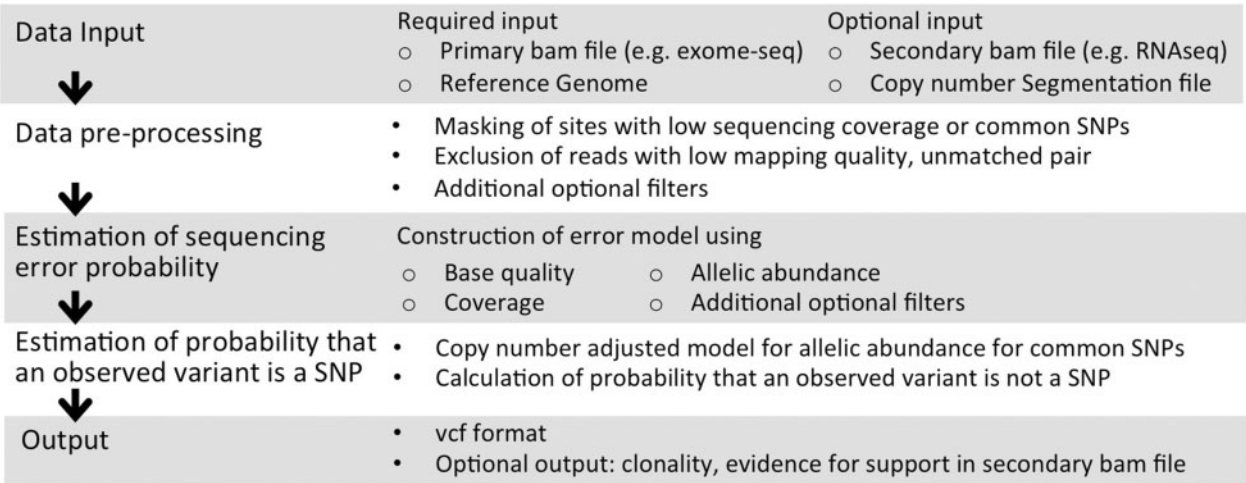 Data Input
Required input
○ Primary bam file (e.g. exome-seq)
○ Reference Genome
Optional input
○ Secondary bam file (e.g. RNAseq)
○ Copy number Segmentation file
Data pre-processing
• Masking of sites with low sequencing coverage or common SNPs
• Exclusion of reads with low mapping quality, unmatched pair
• Additional optional filters
Estimation of sequencing
error probability
Construction of error model using
○ Base quality
○ Coverage
○ Allelic abundance
○ Additional optional filters
Estimation of probability that
an observed variant is a SNP
• Copy number adjusted model for allelic abundance for common SNPs
• Calculation of probability that an observed variant is not a SNP
Output
• vcf format
• Optional output: clonality, evidence for support in secondary bam file